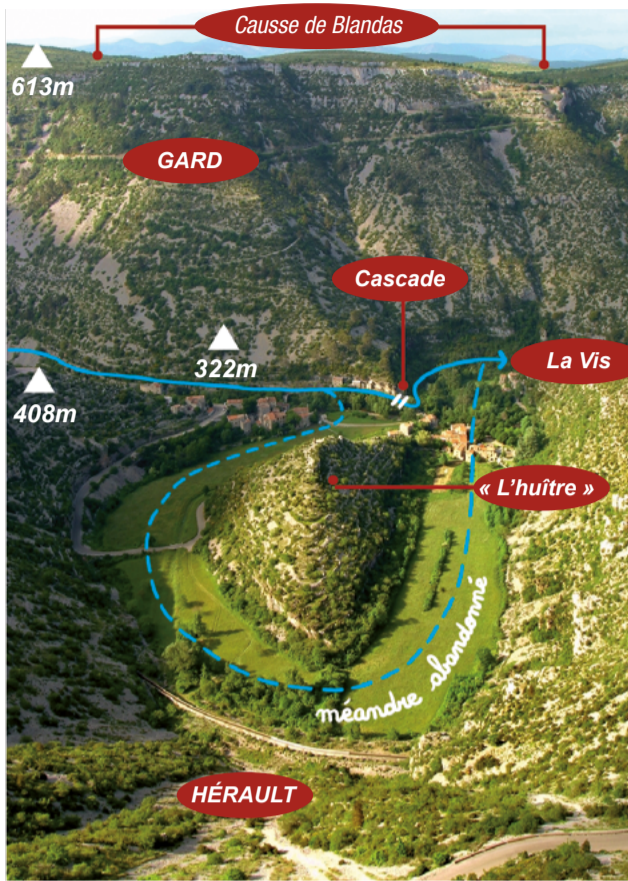 Causse de Blandas
613m
GARD
Cascade
322m
La Vis
408m
« L'huître »
méandre abandonné
HÉRAULT